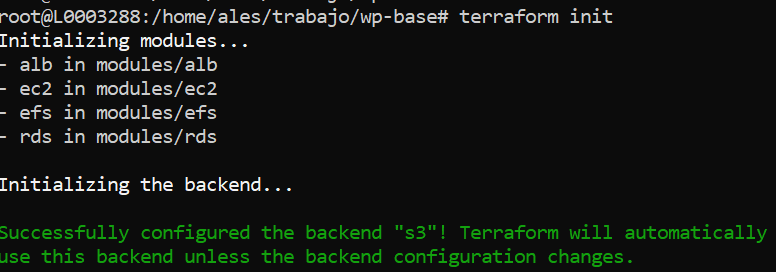 root@L0003288:/home/ales/trabajo/wp-base# terraform init
Initializing modules...
- alb in modules/alb
- ec2 in modules/ec2
- efs in modules/efs
- rds in modules/rds
Initializing the backend...
Successfully configured the backend "s3"! Terraform will automatically
use this backend unless the backend configuration changes.